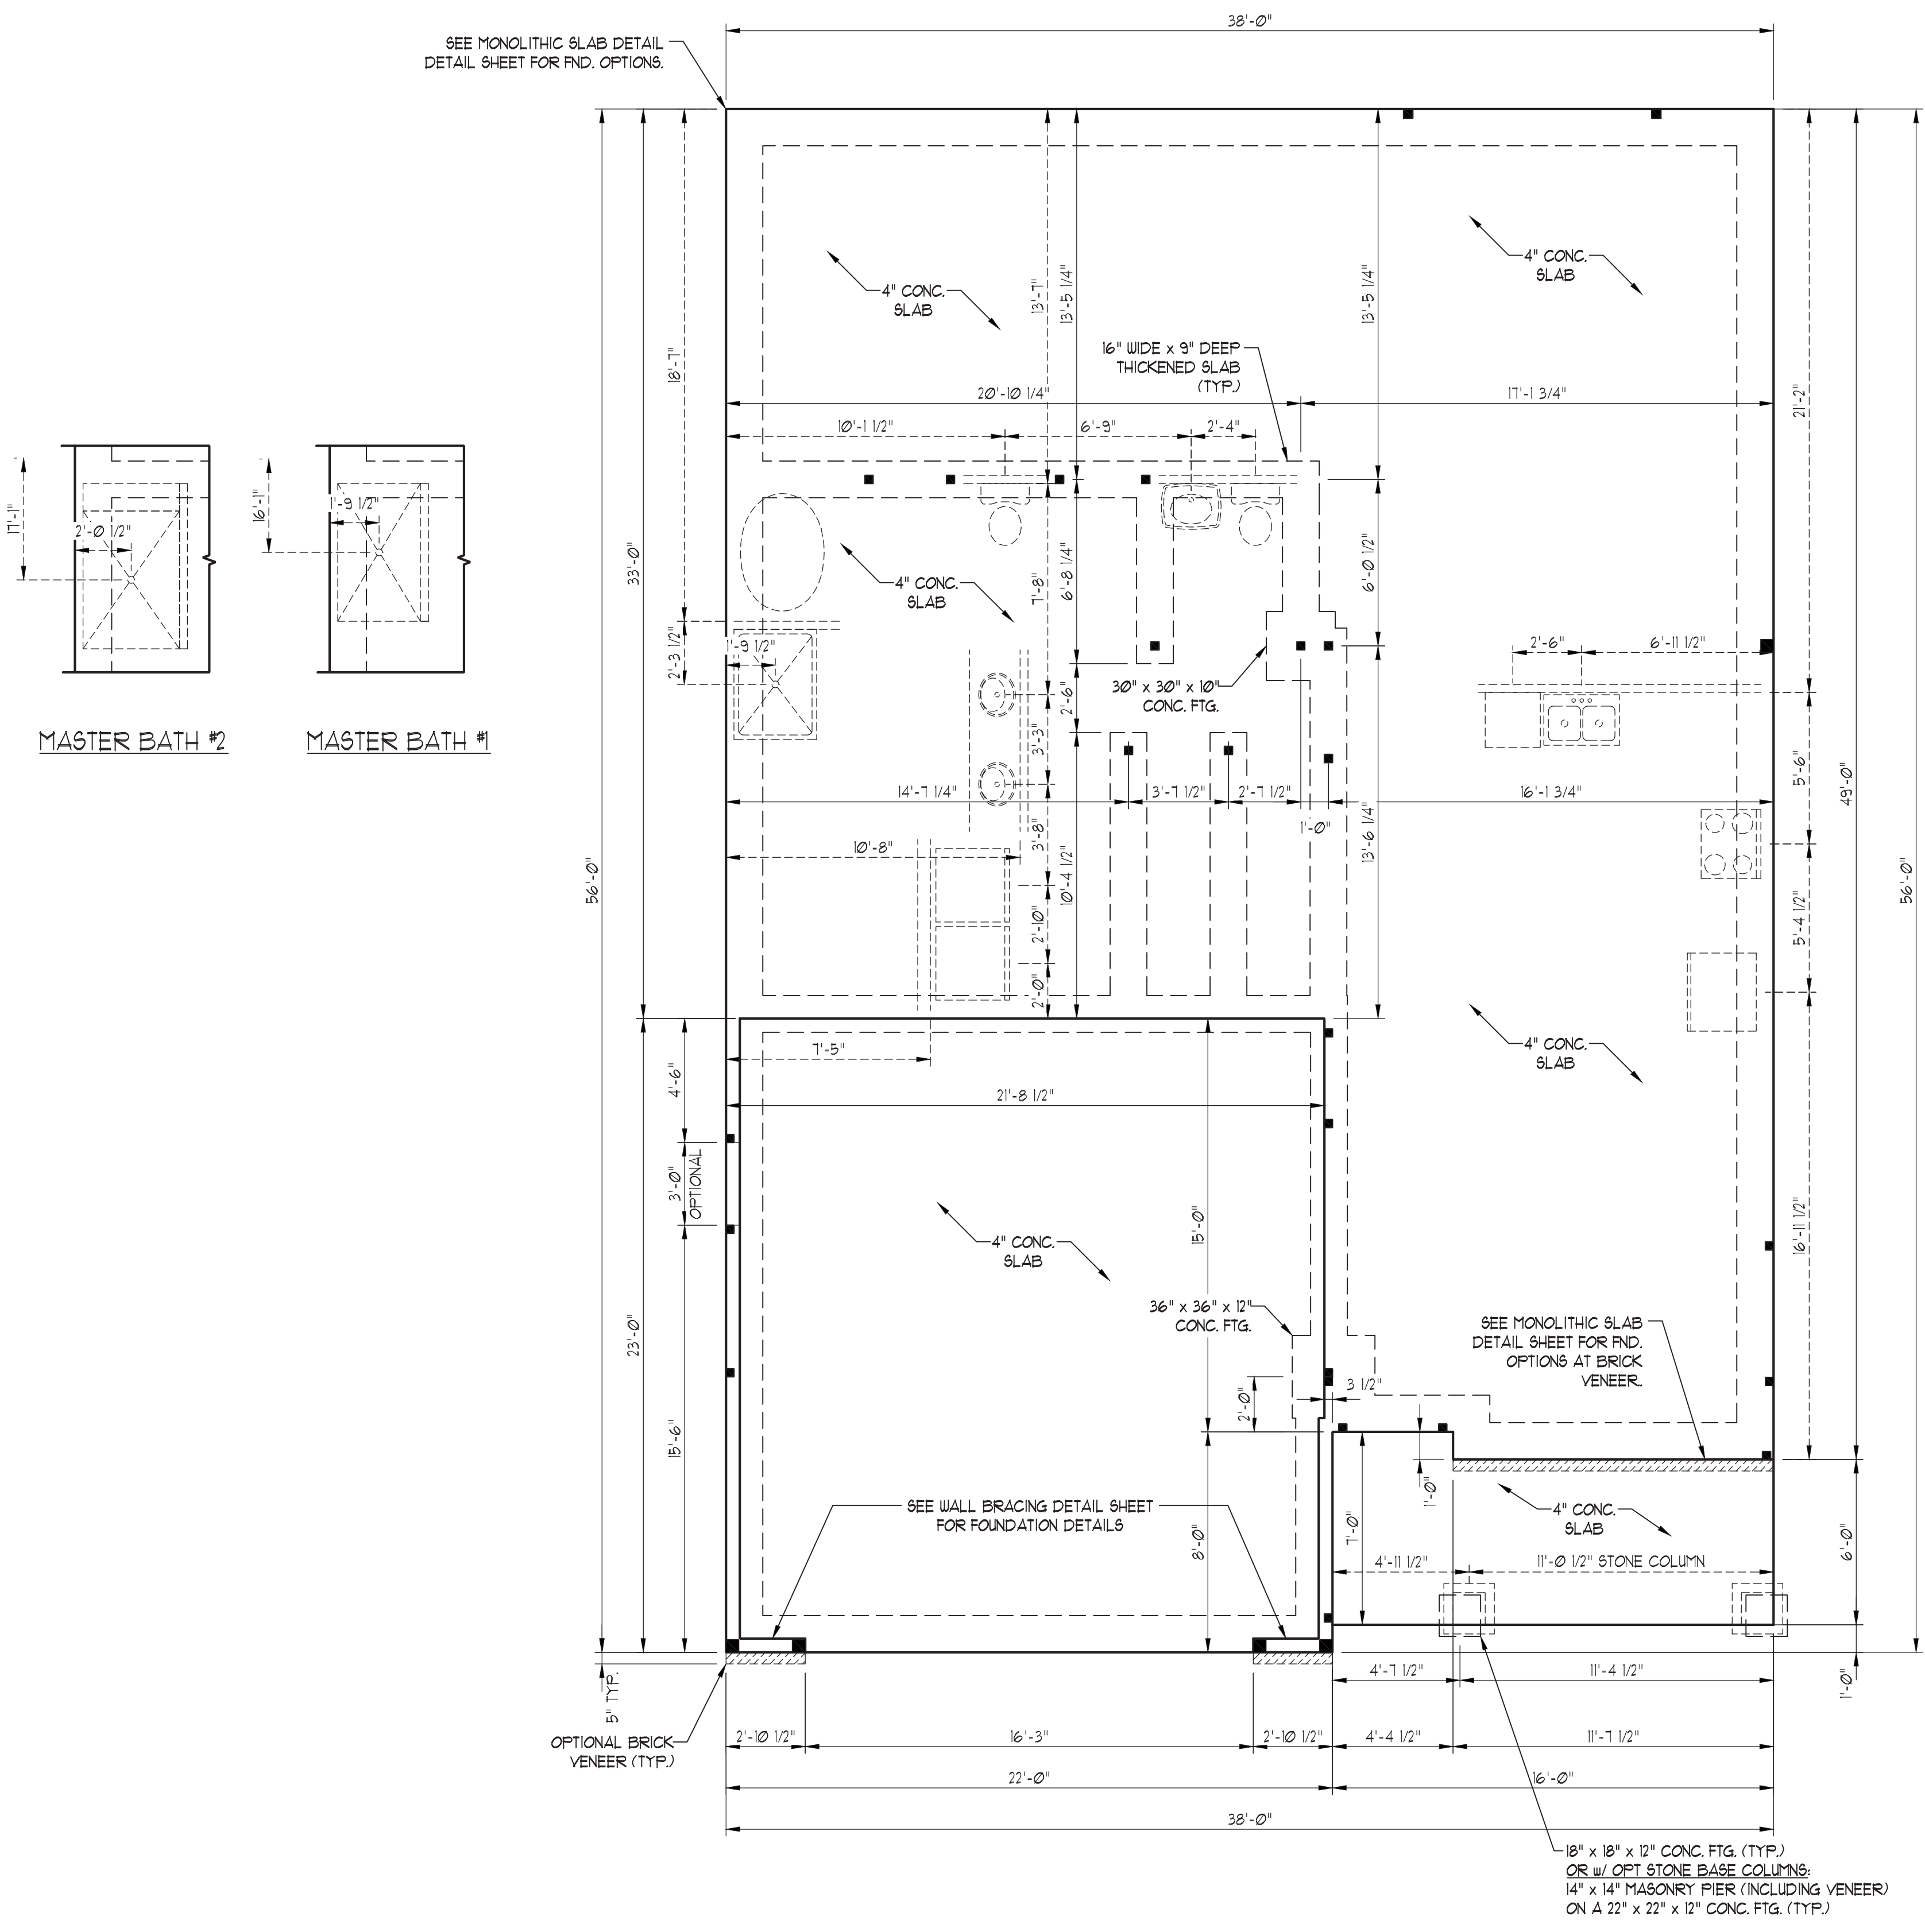 38'-0"
SEE MONOLITHIC SLAB DETAIL
DETAIL SHEET FOR FND. OPTIONS.
4" CONC.
SLAB
4" CONC.
SLAB
13'-7"
13'-5 1/4"
13'-5 1/4"
18'-7"
16" WIDE x 9" DEEP
THICKENED SLAB
(TYP.)
20'-10 1/4"
17'-1 3/4"
21'-2"
10'-1 1/2"
6'-9"
2'-4"
17'-1"
2'-0 1/2"
16'-1"
1'-9 1/2"
MASTER BATH #2
MASTER BATH #1
33'-0"
4" CONC.
SLAB
7'-8"
6'-8 1/4"
6'-0 1/2"
2'-3 1/2"
1'-9 1/2"
2'-6"
6'-11 1/2"
30" x 30" x 10"
CONC. FTG.
2'-6"
3'-3"
14'-7 1/4"
3'-7 1/2"
2'-7 1/2"
1'-0"
16'-1 3/4"
5'-6"
49'-0"
56'-0"
56'-0"
10'-8"
3'-8"
10'-4 1/2"
13'-6 1/4"
2'-10"
2'-0"
5'-4 1/2"
4" CONC.
SLAB
7'-5"
4'-6"
21'-8 1/2"
3'-0"
OPTIONAL
15'-0"
16'-11 1/2"
4" CONC.
SLAB
36" x 36" x 12"
CONC. FTG.
23'-0"
SEE MONOLITHIC SLAB
DETAIL SHEET FOR FND.
OPTIONS AT BRICK
VENEER.
3 1/2"
2'-0"
15'-6"
1'-0"
SEE WALL BRACING DETAIL SHEET
FOR FOUNDATION DETAILS
8'-0"
7'-0"
4" CONC.
SLAB
6'-0"
4'-11 1/2"
11'-0 1/2" STONE COLUMN
4'-7 1/2"
11'-4 1/2"
1'-0"
5" TYP.
OPTIONAL BRICK
VENEER (TYP.)
2'-10 1/2"
16'-3"
2'-10 1/2"
4'-4 1/2"
11'-7 1/2"
22'-0"
16'-0"
38'-0"
18" x 18" x 12" CONC. FTG. (TYP.)
OR w/ OPT STONE BASE COLUMNS:
14" x 14" MASONRY PIER (INCLUDING VENEER)
ON A 22" x 22" x 12" CONC. FTG. (TYP.)